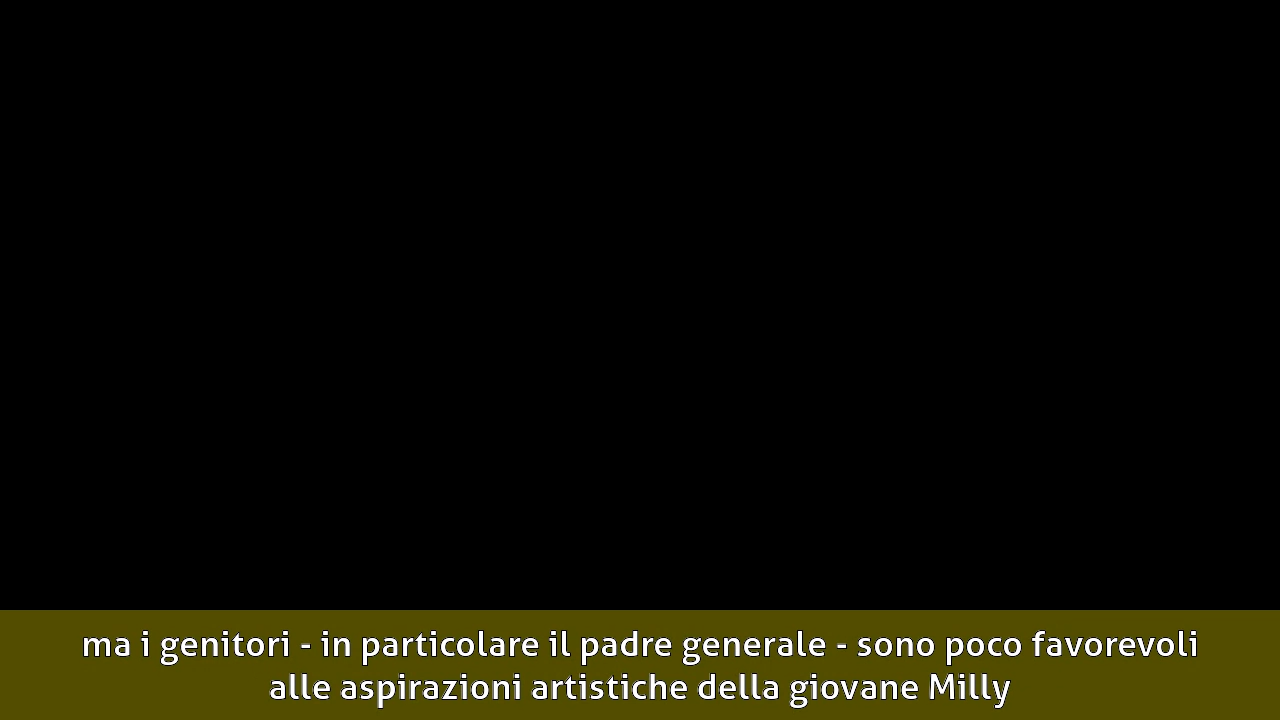 ma i genitori - in particolare il padre generale - sono poco favorevoli
alle aspirazioni artistiche della giovane Milly